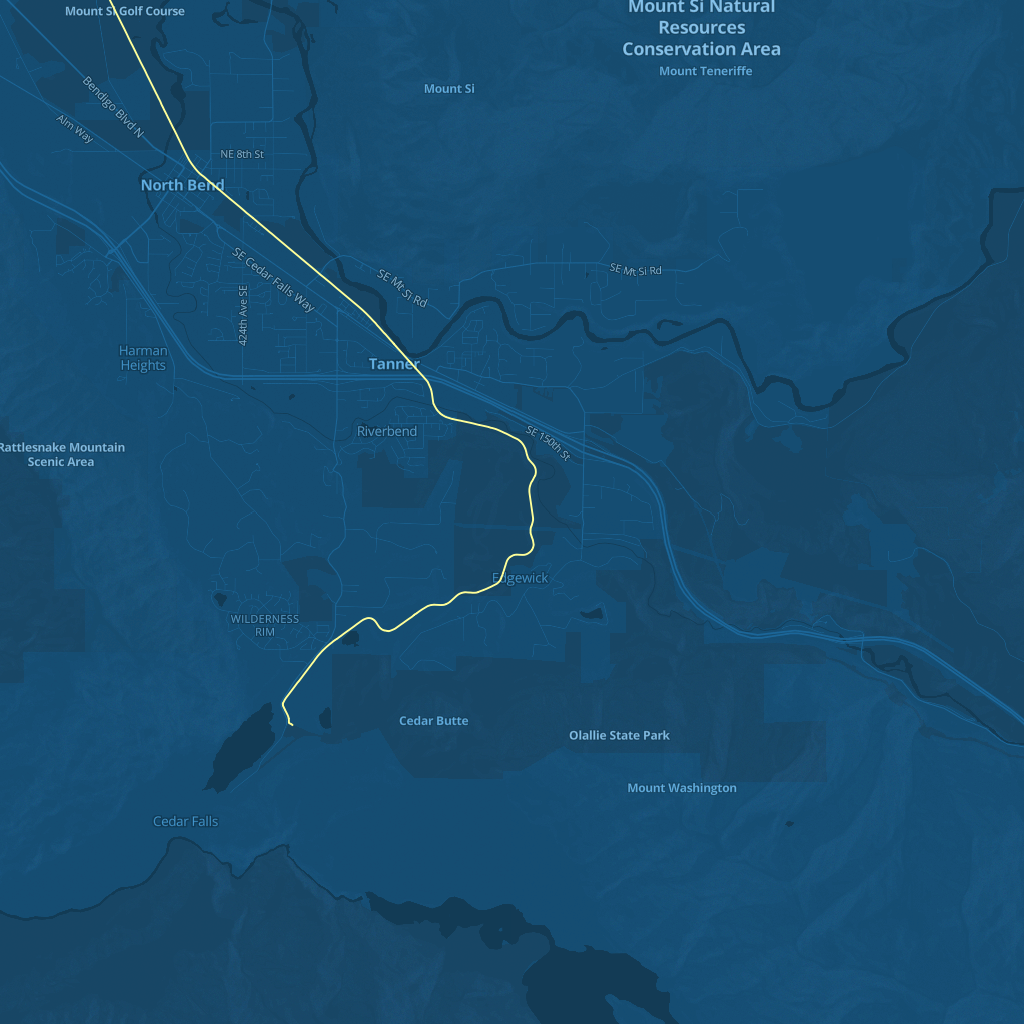 Mount Si Golf Course
Mount Si Natural
Resources
Conservation Area
Mount Teneriffe
Mount Si
Bendigo Blvd N
Alm Way
NE 8th St
North Bend
SE Cedar Falls Way
SE Mt Si Rd
SE Mt Si Rd
424th Ave SE
Harman
Heights
Tanner
Riverbend
SE 150th St
Rattlesnake Mountain
Scenic Area
Edgewick
WILDERNESS
RIM
Cedar Butte
Olallie State Park
Mount Washington
Cedar Falls